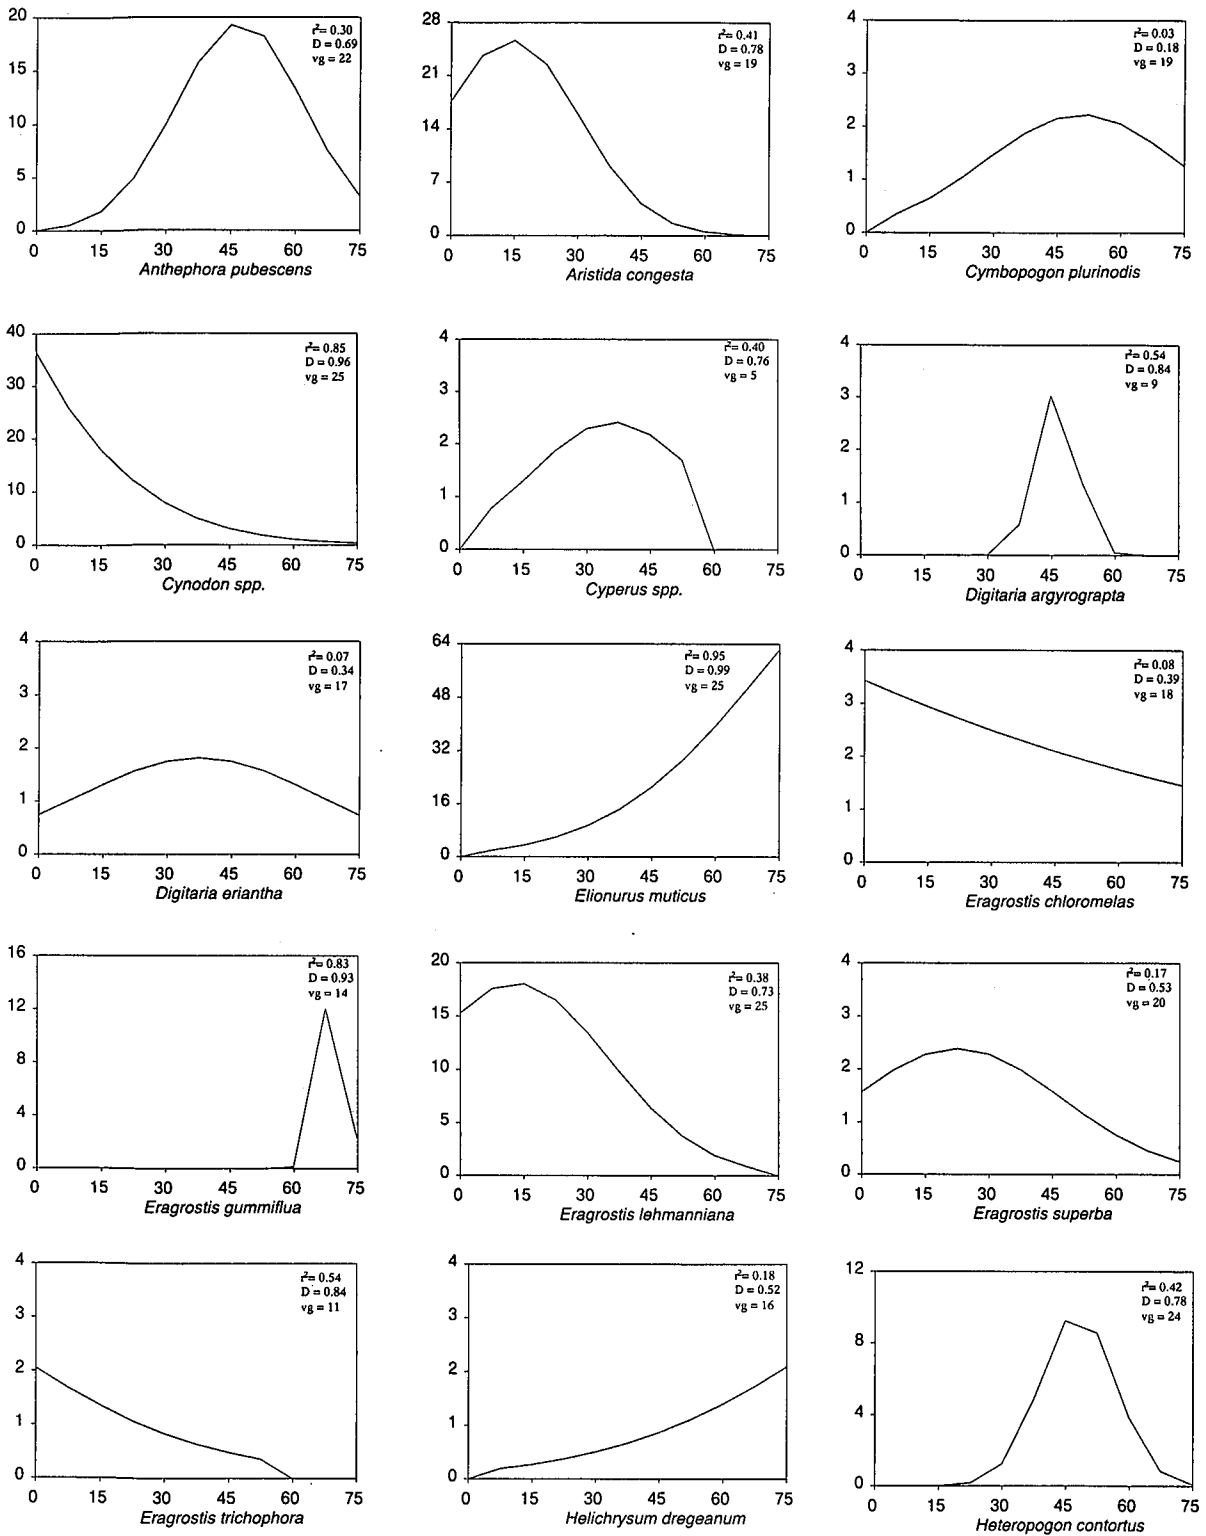 20
15
10
5
0
r²= 0.30
D = 0.69
vg = 22
0 15 30 45 60 75
Anthephora pubescens
28
21
14
7
0
r²= 0.41
D = 0.78
vg = 19
0 15 30 45 60 75
Aristida congesta
4
3
2
1
0
r²= 0.03
D = 0.18
vg = 19
0 15 30 45 60 75
Cymbopogon plurinodis
40
30
20
10
0
r²= 0.85
D = 0.96
vg = 25
0 15 30 45 60 75
Cynodon spp.
4
3
2
1
0
r²= 0.40
D = 0.76
vg = 5
0 15 30 45 60 75
Cyperus spp.
4
3
2
1
0
r²= 0.54
D = 0.84
vg = 9
0 15 30 45 60 75
Digitaria argyrograpta
4
3
2
1
0
r²= 0.07
D = 0.34
vg = 17
0 15 30 45 60 75
Digitaria eriantha
64
48
32
16
0
r²= 0.95
D = 0.99
vg = 25
0 15 30 45 60 75
Elionurus muticus
4
3
2
1
0
r²= 0.08
D = 0.39
vg = 18
0 15 30 45 60 75
Eragrostis chloromelas
16
12
8
4
0
r²= 0.83
D = 0.93
vg = 14
0 15 30 45 60 75
Eragrostis gummiflua
20
15
10
5
0
r²= 0.38
D = 0.73
vg = 25
0 15 30 45 60 75
Eragrostis lehmanniana
4
3
2
1
0
r²= 0.17
D = 0.53
vg = 20
0 15 30 45 60 75
Eragrostis superba
4
3
2
1
0
r²= 0.54
D = 0.84
vg = 11
0 15 30 45 60 75
Eragrostis trichophora
4
3
2
1
0
r²= 0.18
D = 0.52
vg = 16
0 15 30 45 60 75
Helichrysum dregeanum
12
8
4
0
r²= 0.42
D = 0.78
vg = 24
0 15 30 45 60 75
Heteropogon contortus